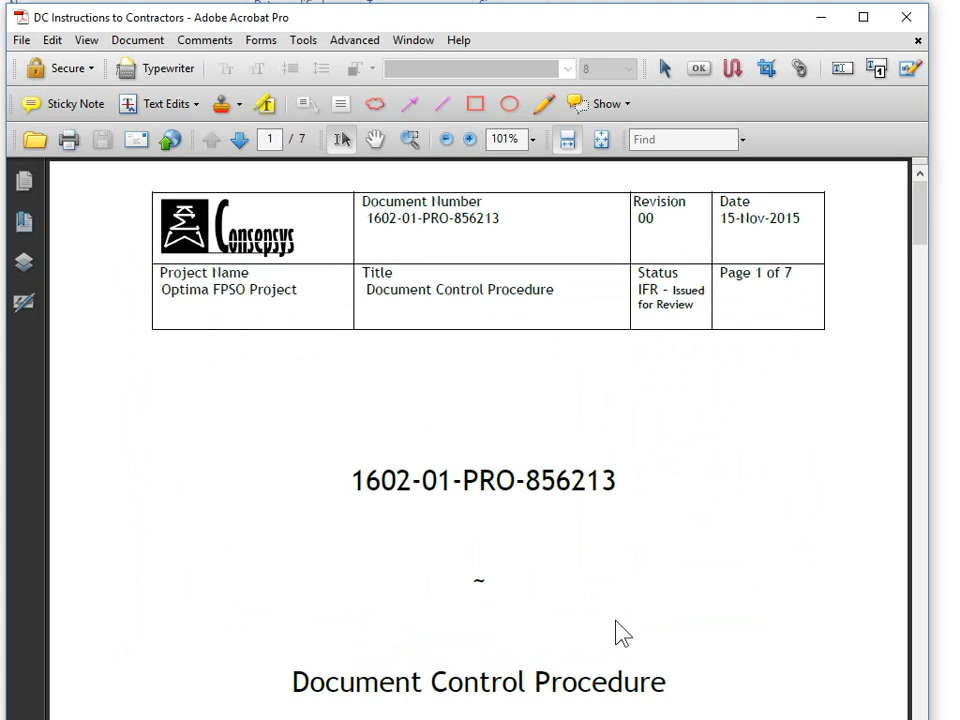 DC Instructions to Contractors - Adobe Acrobat Pro
File Edit View Document Comments Forms Tools Advanced Window Help
Secure Typewriter 8 OK
Sticky Note Text Edits Show
1 / 7 101% Find
Consepsys
Document Number
1602-01-PRO-856213
Revision
00
Date
15-Nov-2015
Project Name
Optima FPSO Project
Title
Document Control Procedure
Status
IFR - Issued
for Review
Page 1 of 7
1602-01-PRO-856213
~
Document Control Procedure